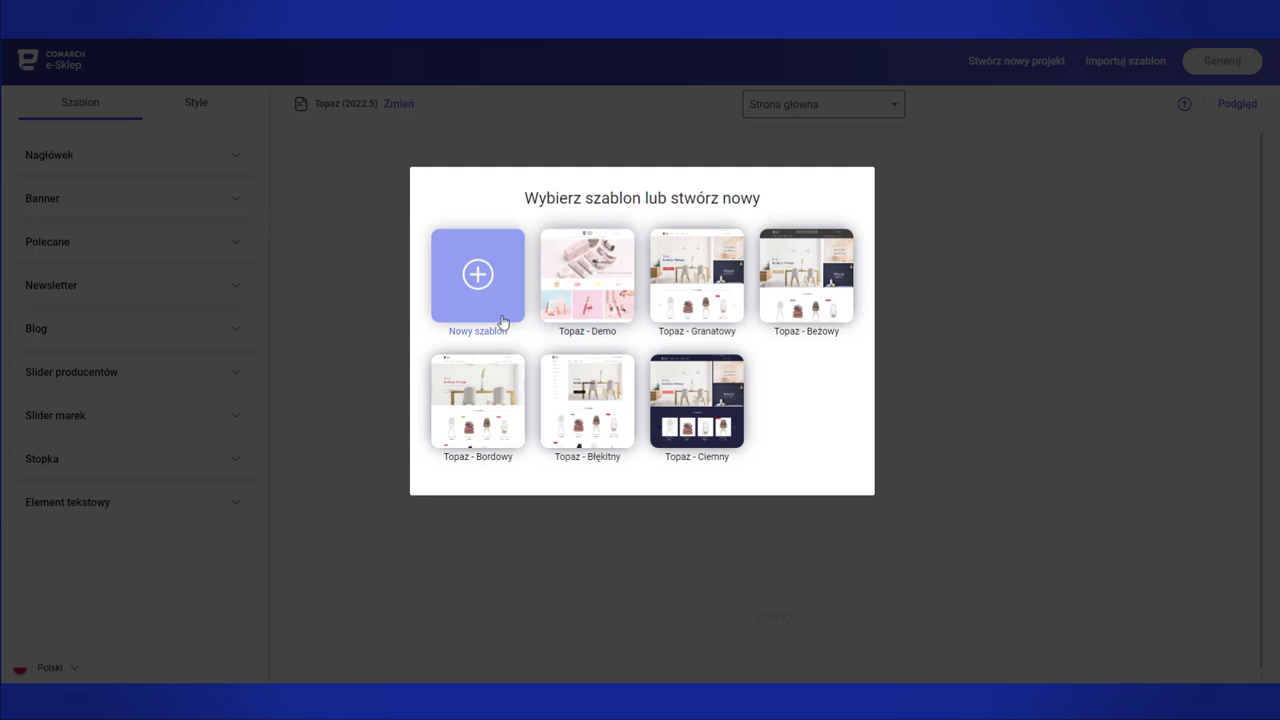 COMARCH
e-Sklep
Stwórz nowy projekt
Importuj szablon
Generuj
Szablon
Style
Topaz (2022.5) Zmień
Strona główna
Podgląd
Nagłówek
Banner
Polecane
Newsletter
Blog
Slider producentów
Slider marek
Stopka
Element tekstowy
Polski
Wybierz szablon lub stwórz nowy
Nowy szablon
Topaz - Demo
Topaz - Granatowy
Topaz - Beżowy
Topaz - Bordowy
Topaz - Błękitny
Topaz - Ciemny